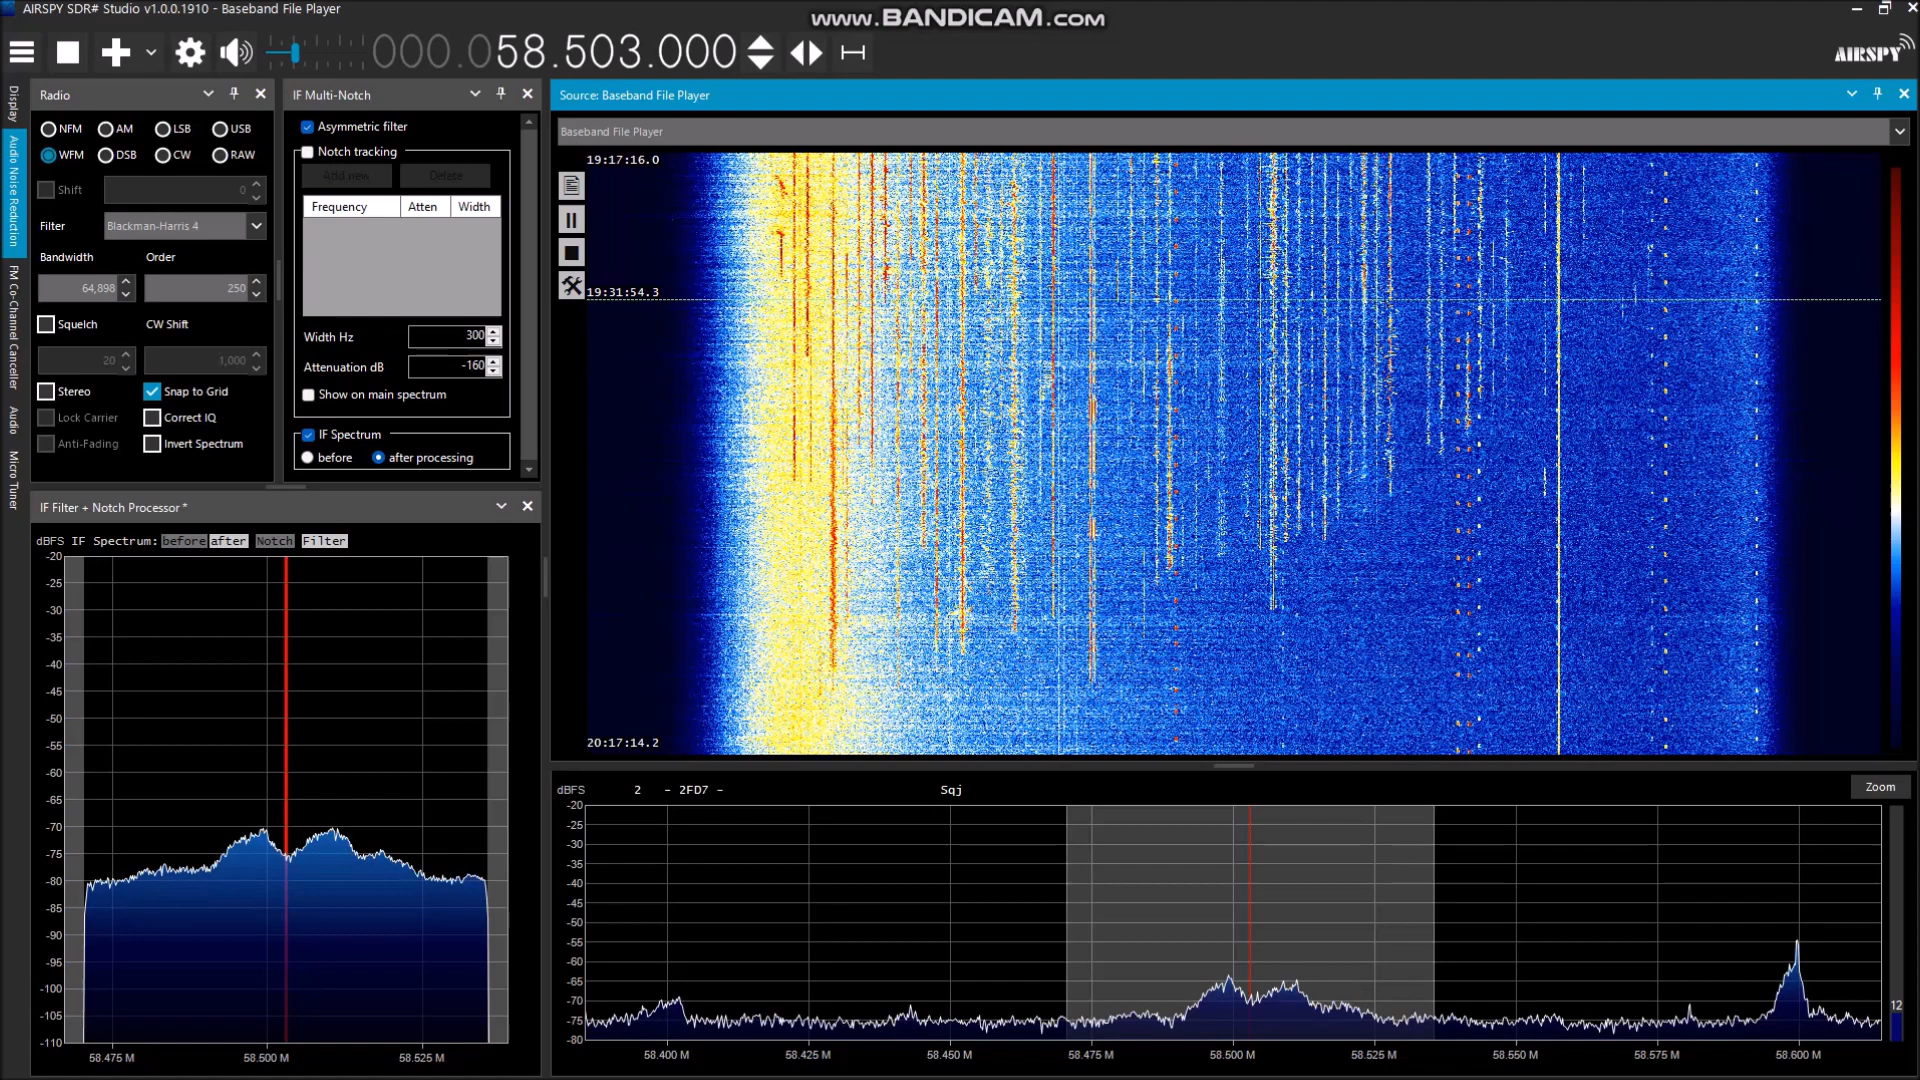 AIRSPY SDR# Studio v1.0.0.1910 - Baseband File Player
www.BANDICAM.com
000.058.503.000
AIRSPY
Display
Audio Noise Reduction
FM Co-Channel Canceller
Audio
Micro Tuner
Radio
NFM AM LSB USB
WFM DSB CW RAW
Shift 0
Filter Blackman-Harris 4
Bandwidth Order
64,898 250
Squelch CW Shift
20 1,000
Stereo Snap to Grid
Lock Carrier Correct IQ
Anti-Fading Invert Spectrum
IF Multi-Notch
Asymmetric filter
Notch tracking
Add new Delete
Frequency Atten Width
Width Hz 300
Attenuation dB -160
Show on main spectrum
IF Spectrum
before after processing
IF Filter + Notch Processor *
dBFS IF Spectrum: before after Notch Filter
-20
-25
-30
-35
-40
-45
-50
-55
-60
-65
-70
-75
-80
-85
-90
-95
-100
-105
-110
58.475 M 58.500 M 58.525 M
Source: Baseband File Player
Baseband File Player
19:17:16.0
19:31:54.3
20:17:14.2
dBFS 2 - 2FD7 - Sqj
Zoom
-20
-25
-30
-35
-40
-45
-50
-55
-60
-65
-70
-75
-80
12
58.400 M 58.425 M 58.450 M 58.475 M 58.500 M 58.525 M 58.550 M 58.575 M 58.600 M